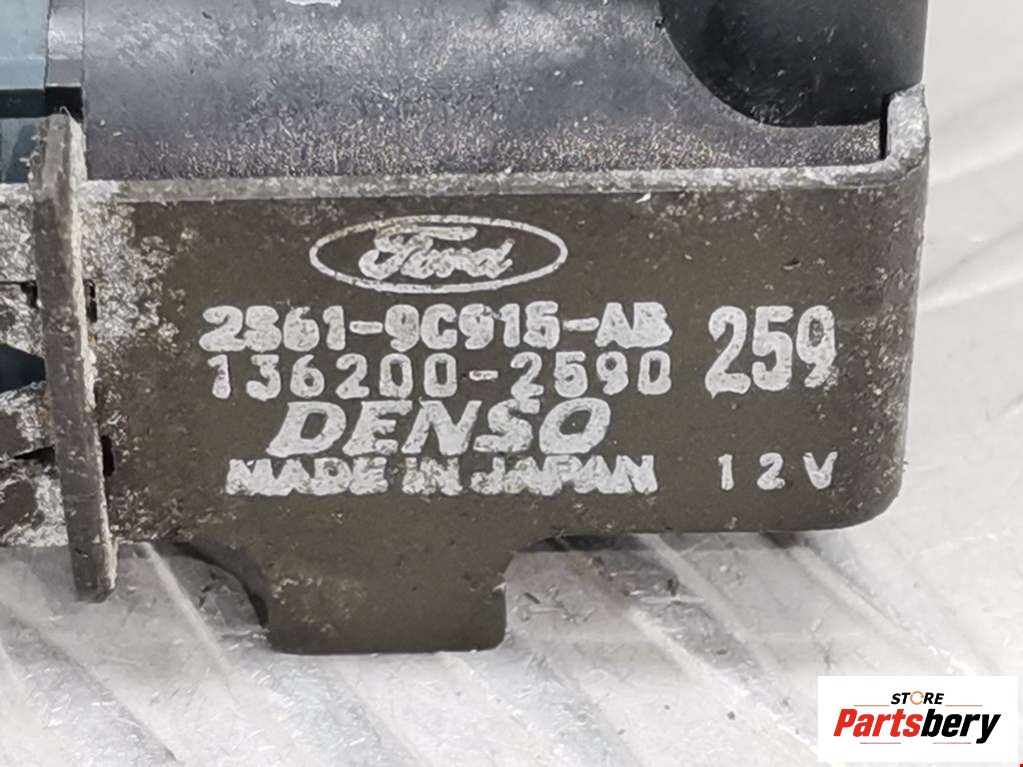 Ford
2S61-9C915-AB
136200-2590
259
DENSO
MADE IN JAPAN
12V
STORE
Partsbery